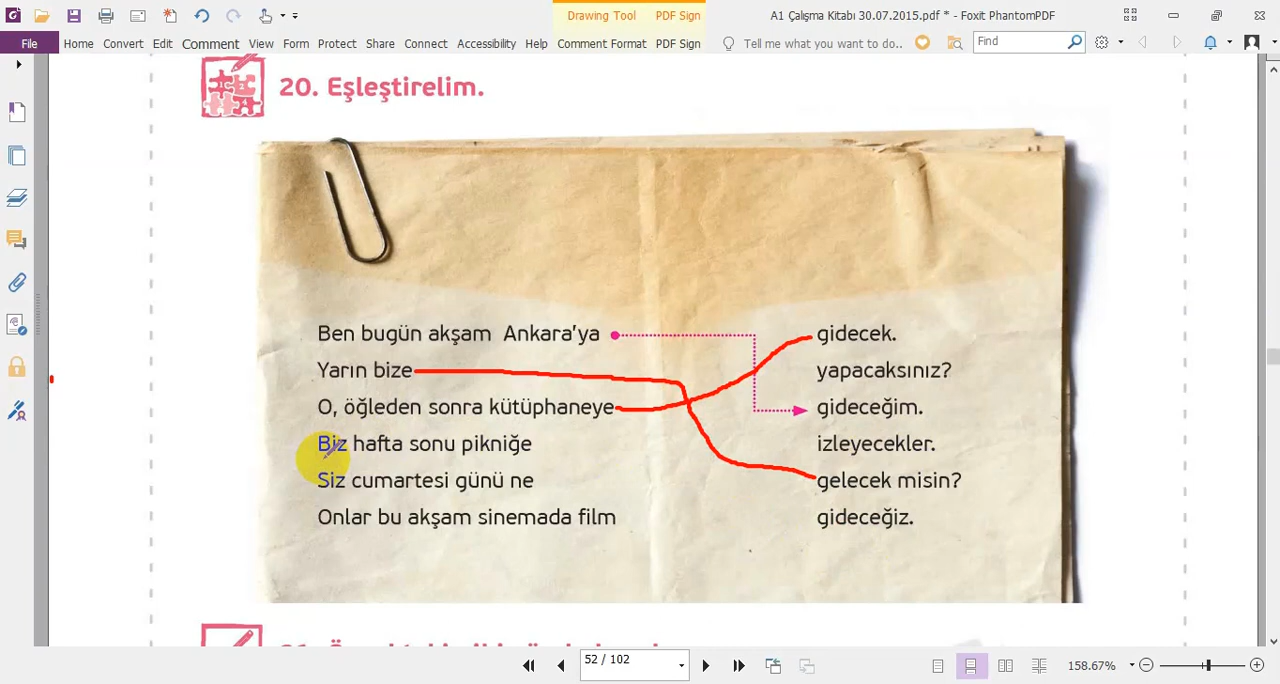 Drawing Tool PDF Sign A1 Çalışma Kitabı 30.07.2015.pdf * - Foxit PhantomPDF
File Home Convert Edit Organize Comment View Form Protect Share Connect Accessibility Help Comment Format PDF Sign Tell me what you want to do.. Find
20. Eşleştirelim.
Ben bugün akşam Ankara'ya gidecek.
Yarın bize yapacaksınız?
O, öğleden sonra kütüphaneye gideceğim.
Biz hafta sonu pikniğe izleyecekler.
Siz cumartesi günü ne gelecek misin?
Onlar bu akşam sinemada film gideceğiz.
52 / 102 158.67%